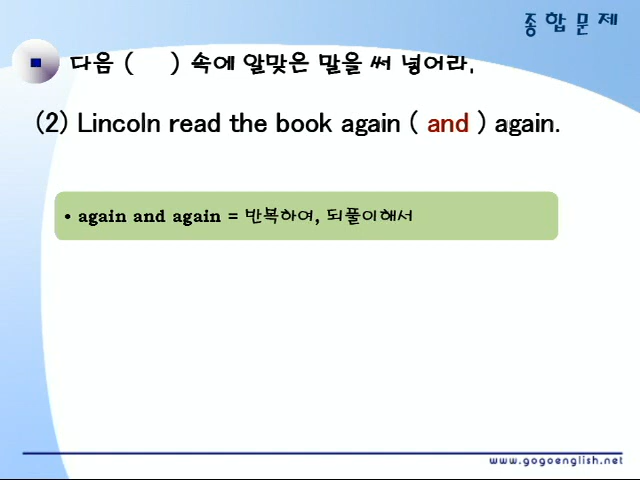 종합문제
다음 (    ) 속에 알맞은 말을 써 넣어라.
(2) Lincoln read the book again ( and ) again.
• again and again = 반복하여, 되풀이해서
www.gogoenglish.net